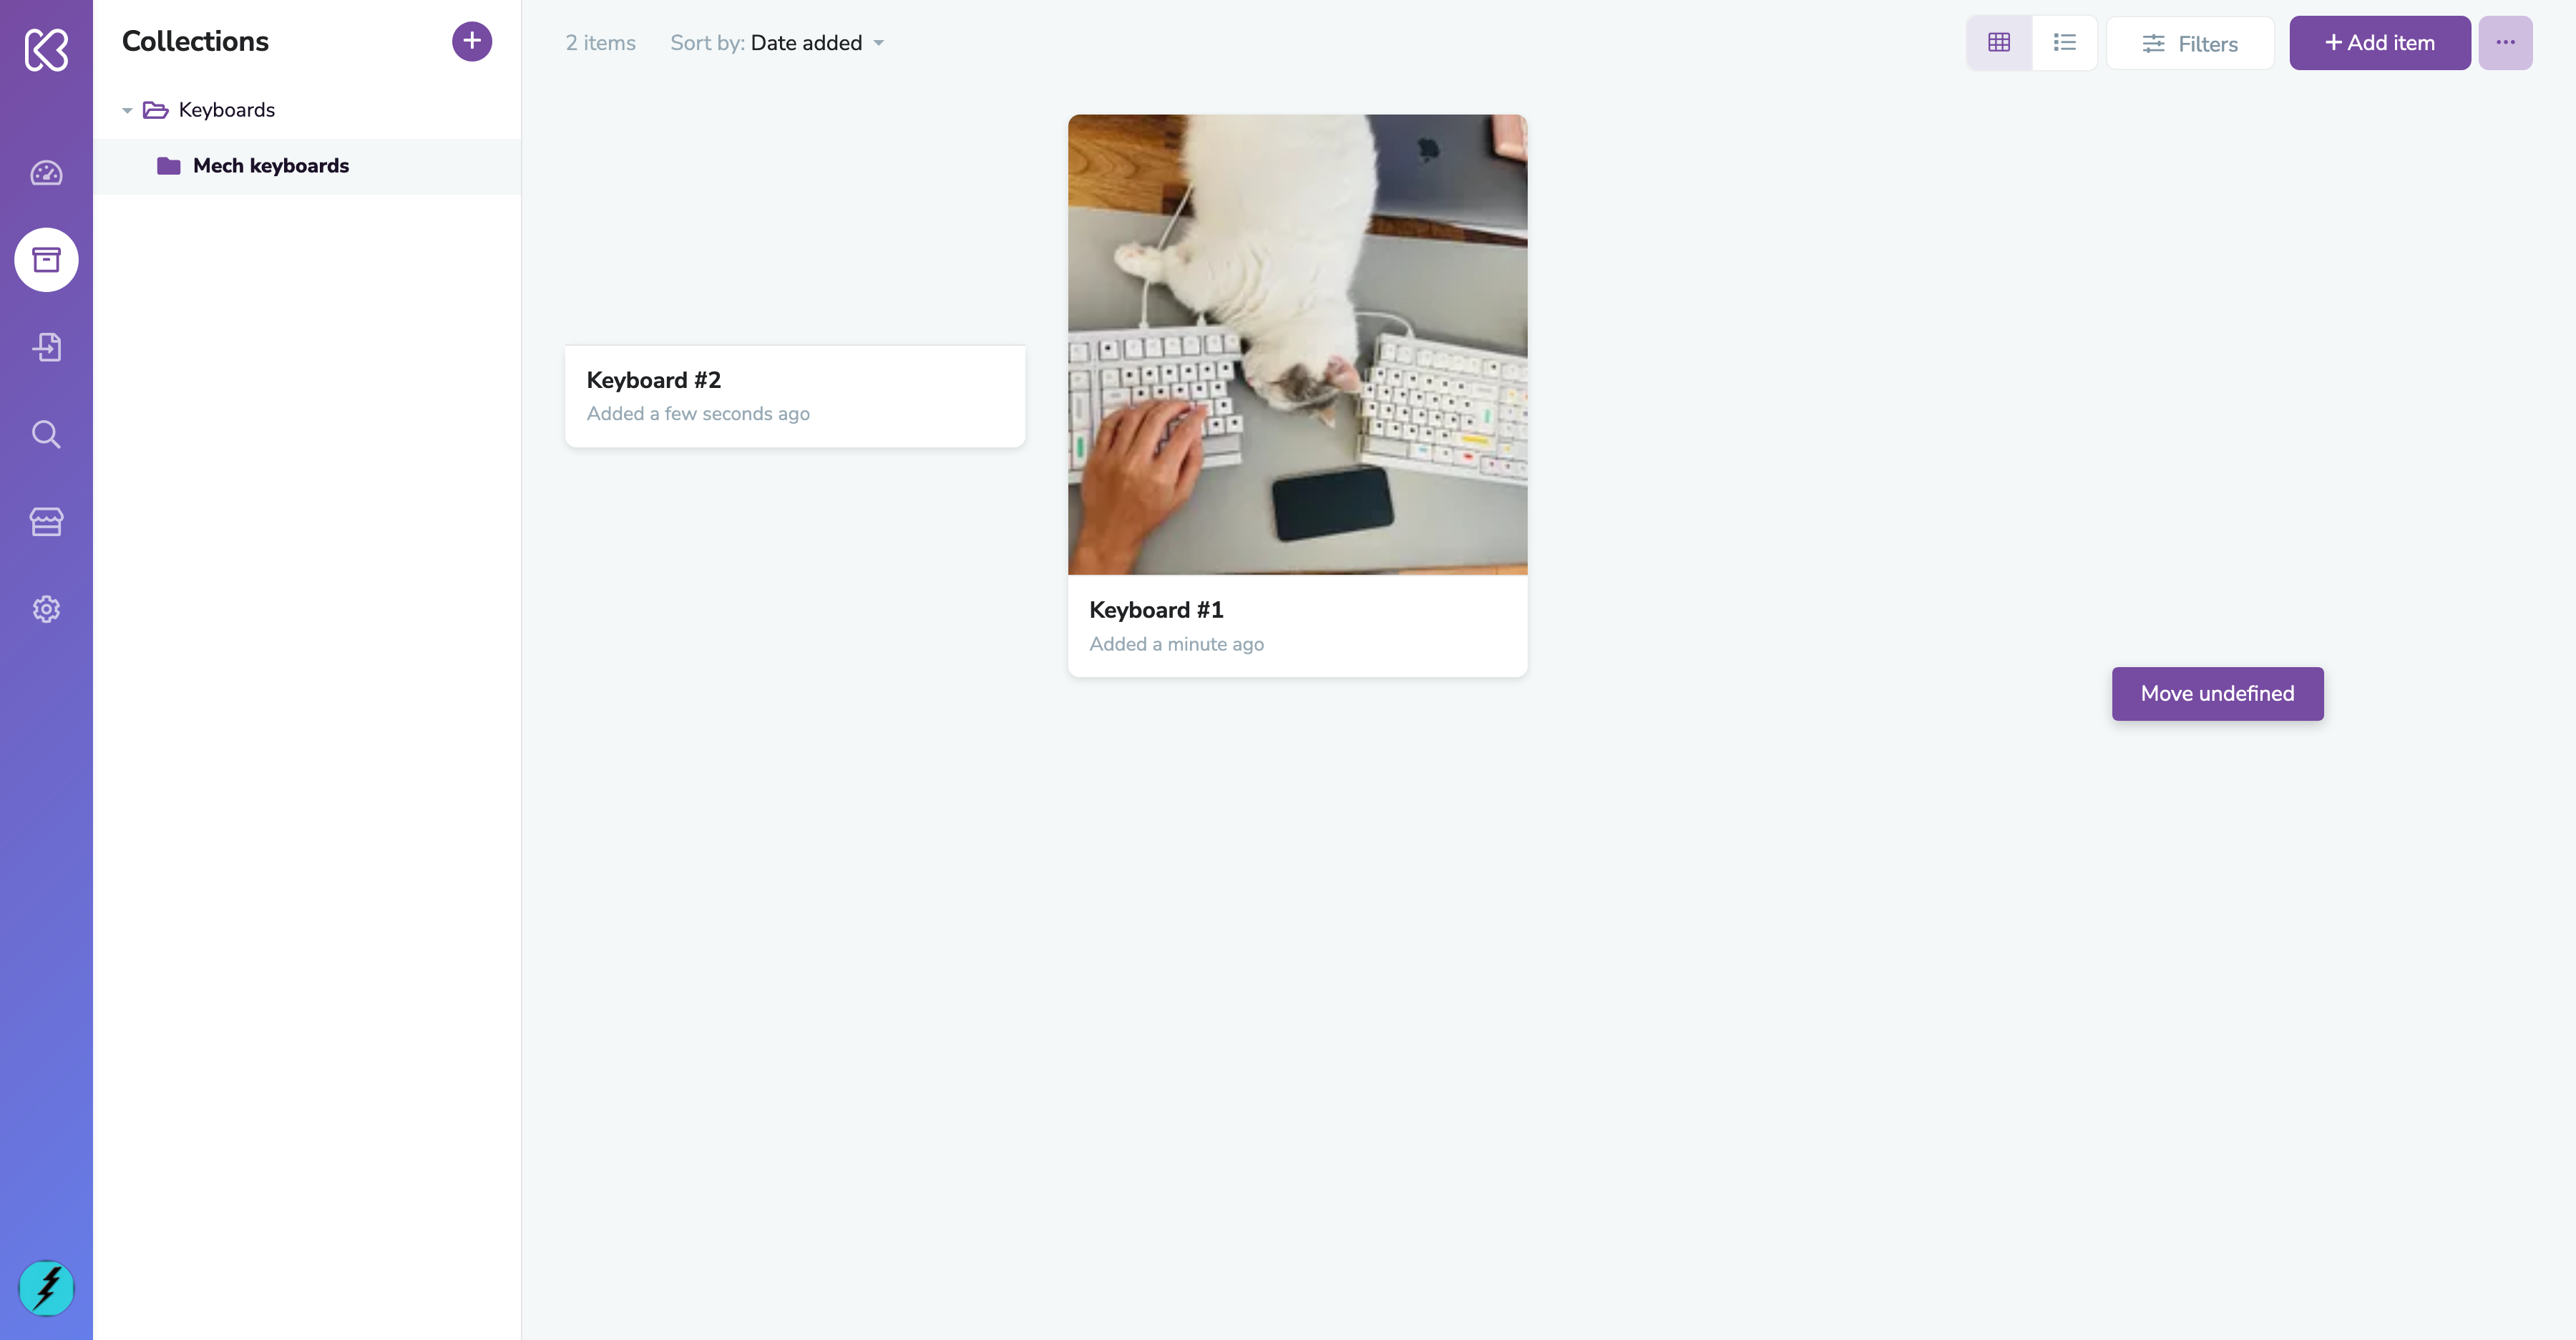 Collections
Keyboards
Mech keyboards
2 items
Sort by: Date added
Filters
+ Add item
Keyboard #2
Added a few seconds ago
Keyboard #1
Added a minute ago
Move undefined